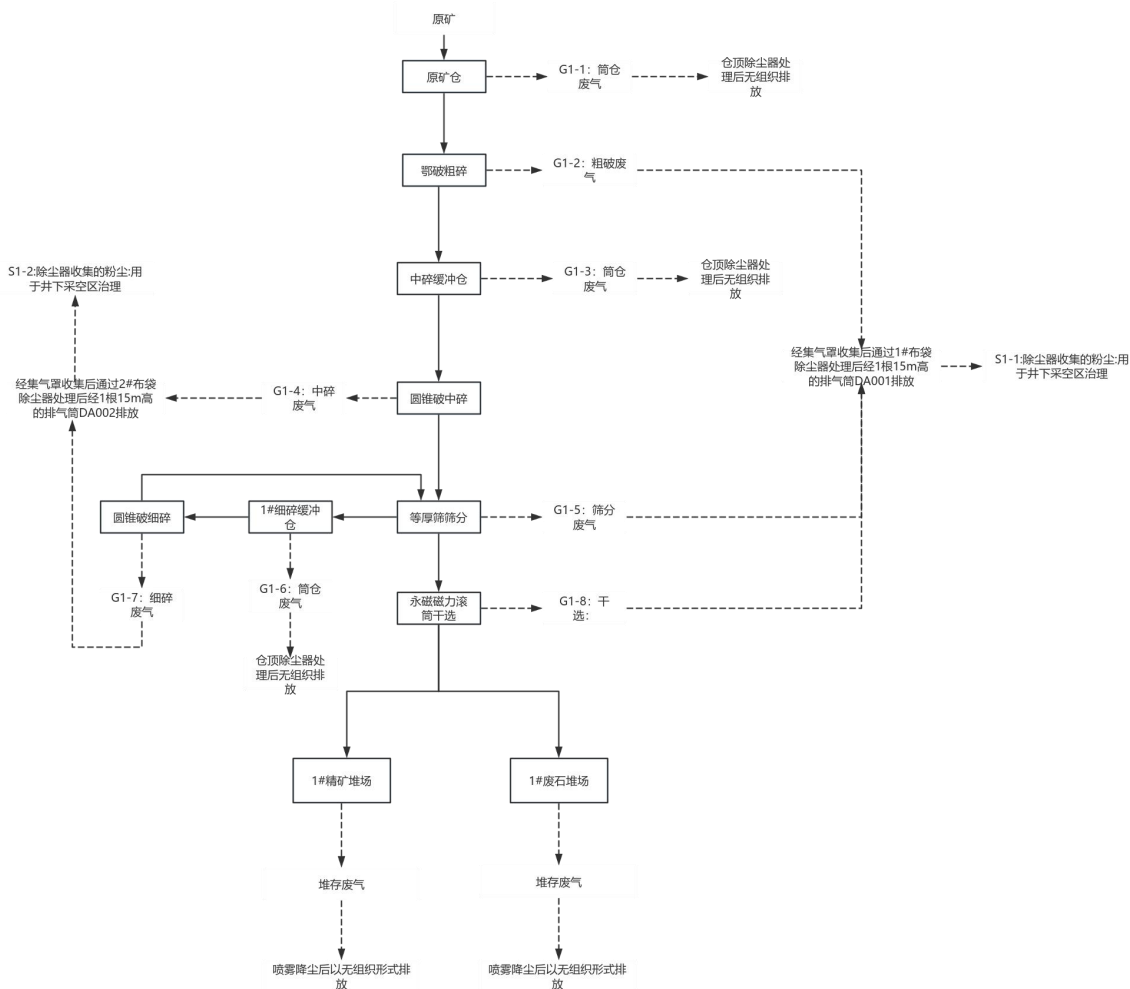 原矿
原矿仓
G1-1：筒仓
废气
仓顶除尘器处
理后无组织排
放
鄂破粗碎
G1-2：粗破废
气
中碎缓冲仓
G1-3：筒仓
废气
仓顶除尘器处
理后无组织排
放
S1-2:除尘器收集的粉尘:用
于井下采空区治理
经集气罩收集后通过1#布袋
除尘器处理后经1根15m高
的排气筒DA001排放
S1-1:除尘器收集的粉尘:用
于井下采空区治理
经集气罩收集后通过2#布袋
除尘器处理后经1根15m高
的排气筒DA002排放
G1-4：中碎
废气
圆锥破中碎
圆锥破细碎
1#细碎缓冲
仓
等厚筛筛分
G1-5：筛分
废气
G1-7：细碎
废气
G1-6：筒仓
废气
永磁磁力滚
筒干选
G1-8：干
选：
仓顶除尘器处
理后无组织排
放
1#精矿堆场
1#废石堆场
堆存废气
堆存废气
喷雾降尘后以无组织形式排
放
喷雾降尘后以无组织形式排
放